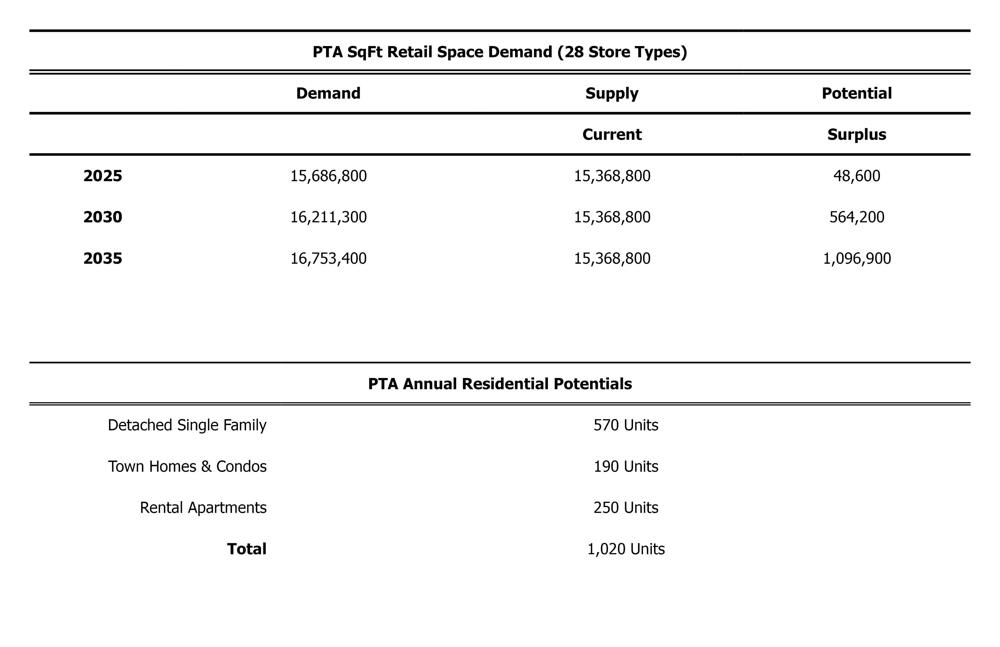 PTA SqFt Retail Space Demand (28 Store Types)
Demand Supply Potential
Current Surplus
2025 15,686,800 15,368,800 48,600
2030 16,211,300 15,368,800 564,200
2035 16,753,400 15,368,800 1,096,900
PTA Annual Residential Potentials
Detached Single Family 570 Units
Town Homes & Condos 190 Units
Rental Apartments 250 Units
Total 1,020 Units